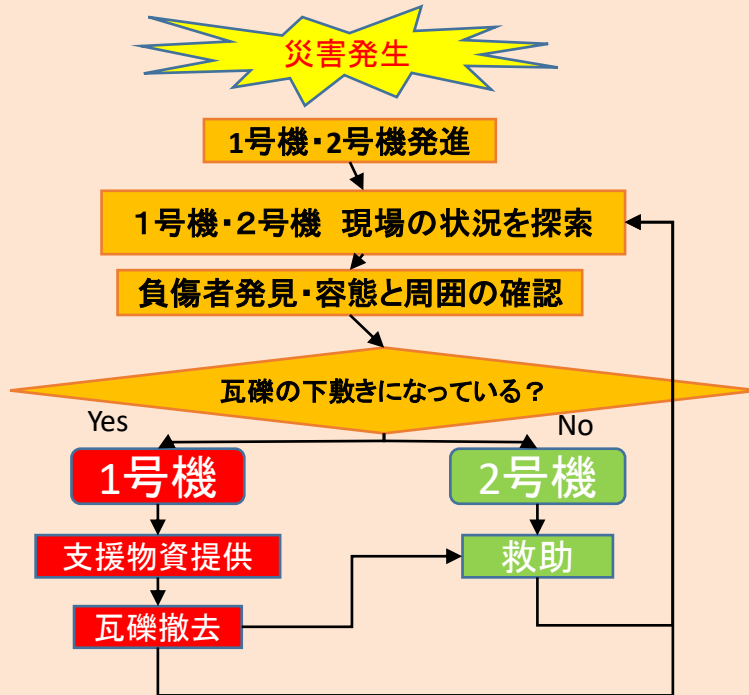 災害発生
1号機・2号機発進
１号機・２号機　現場の状況を探索
負傷者発見・容態と周囲の確認
瓦礫の下敷きになっている？
Yes
No
1号機
2号機
支援物資提供
救助
瓦礫撤去